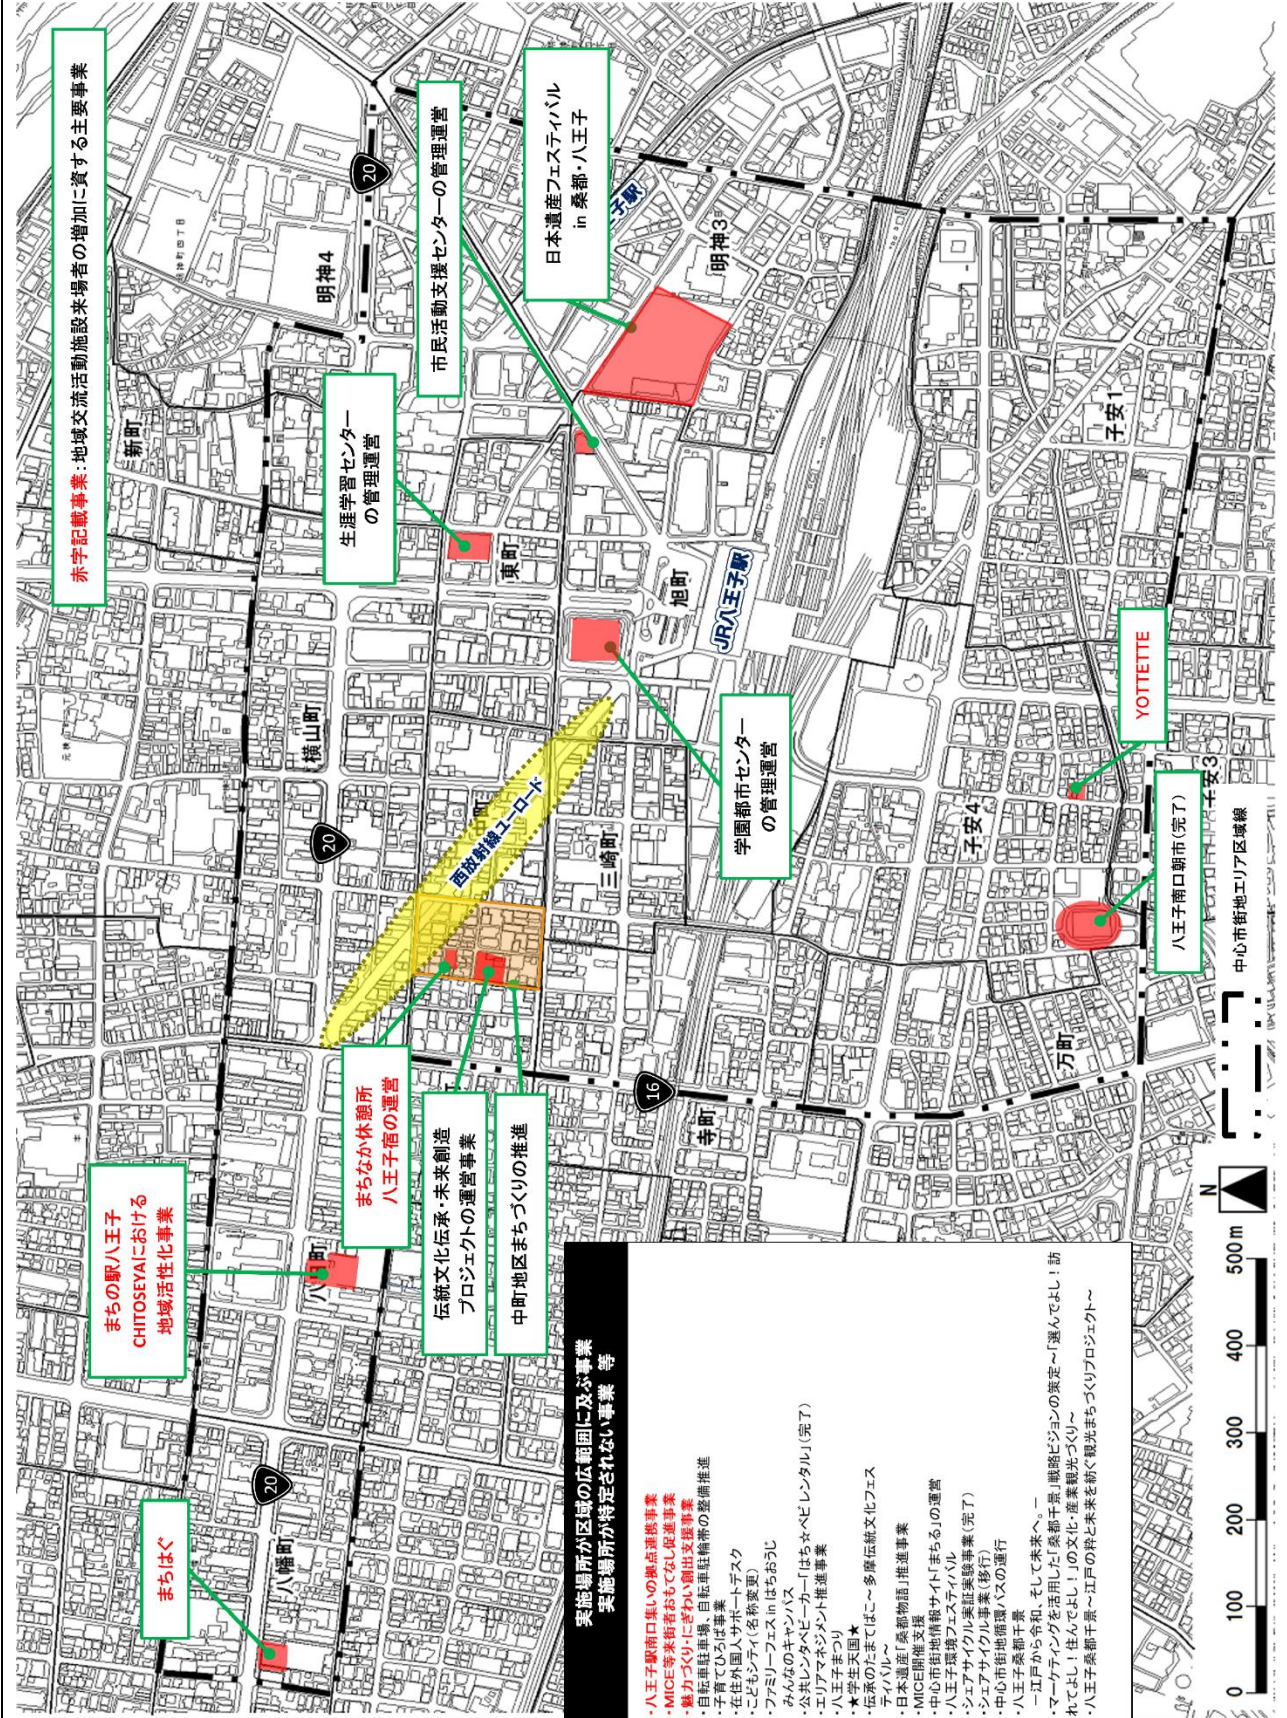 赤字記載事業：地域交流活動施設来場者の増加に資する主要事業
まちはぐ
まちの駅八王子
CHITOSEYAにおける
地域活性化事業
生涯学習センター
の管理運営
市民活動支援センターの管理運営
日本遺産フェスティバル
in 桑都・八王子
まちなか休憩所
八王子宿の運営
伝統文化伝承・未来創造
プロジェクトの運営事業
中町地区まちづくりの推進
学園都市センター
の管理運営
YOTTETTE
八王子南口朝市（完了）
西放射線ユーロード
JR八王子駅
子駅
新町
明神4
明神3
横山町
東町
旭町
三崎町
八幡町
寺町
万町
子安4
子安1
子安3
20
20
20
16
中心市街地エリア区域線
N
0 100 200 300 400 500m
実施場所が区域の広範囲に及ぶ事業
実施場所が特定されない事業　等
・八王子駅南口集いの拠点連携事業
・MICE等来街者おもてなし促進事業
・魅力づくり・にぎわい創出支援事業
・自転車駐車場、自転車駐輪帯の整備推進
・子育てひろば事業
・在住外国人サポートデスク
・こどもシティ（名称変更）
・ファミリーフェス in はちおうじ
みんなのキャンパス
・公共レンタベビーカー「はち☆ベビレンタル」（完了）
・エリアマネジメント推進事業
・八王子まつり
・★学生天国★
・伝承のたまてばこ～多摩伝統文化フェス
ティバル～
・日本遺産「桑都物語」推進事業
・MICE開催支援
・中心市街地情報サイト「まちる」の運営
・八王子環境フェスティバル
・シェアサイクル実証実験事業（完了）
・シェアサイクル事業（移行）
・中心市街地循環バスの運行
・八王子桑都千景
－江戸から令和、そして未来へ。－
・マーケティングを活用した「桑都千景」戦略ビジョンの策定～「選んでよし！訪
れてよし！住んでよし！」の文化・産業観光づくり～
・八王子桑都千景～江戸の粋と未来を紡ぐ観光まちづくりプロジェクト～